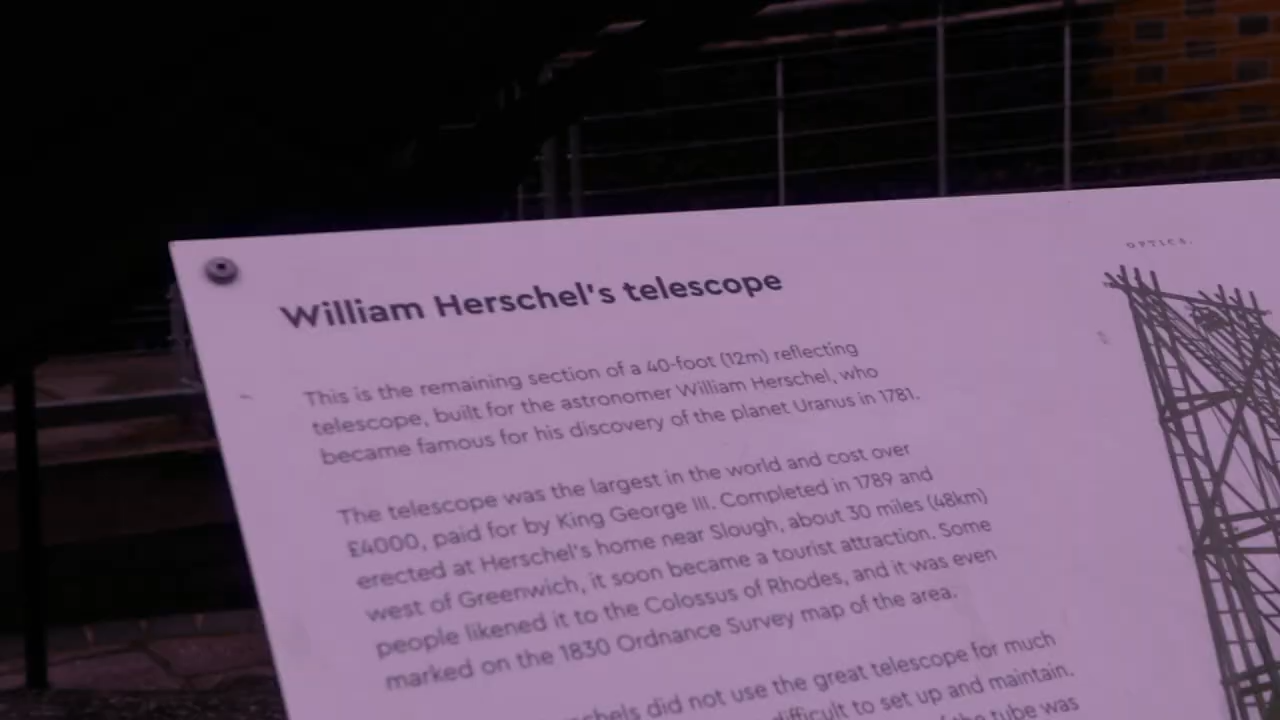 William Herschel's telescope
OPTICS.
This is the remaining section of a 40-foot (12m) reflecting
telescope, built for the astronomer William Herschel, who
became famous for his discovery of the planet Uranus in 1781.
The telescope was the largest in the world and cost over
£4000, paid for by King George III. Completed in 1789 and
erected at Herschel's home near Slough, about 30 miles (48km)
west of Greenwich, it soon became a tourist attraction. Some
people likened it to the Colossus of Rhodes, and it was even
marked on the 1830 Ordnance Survey map of the area.
did not use the great telescope for much
difficult to set up and maintain.
the tube was